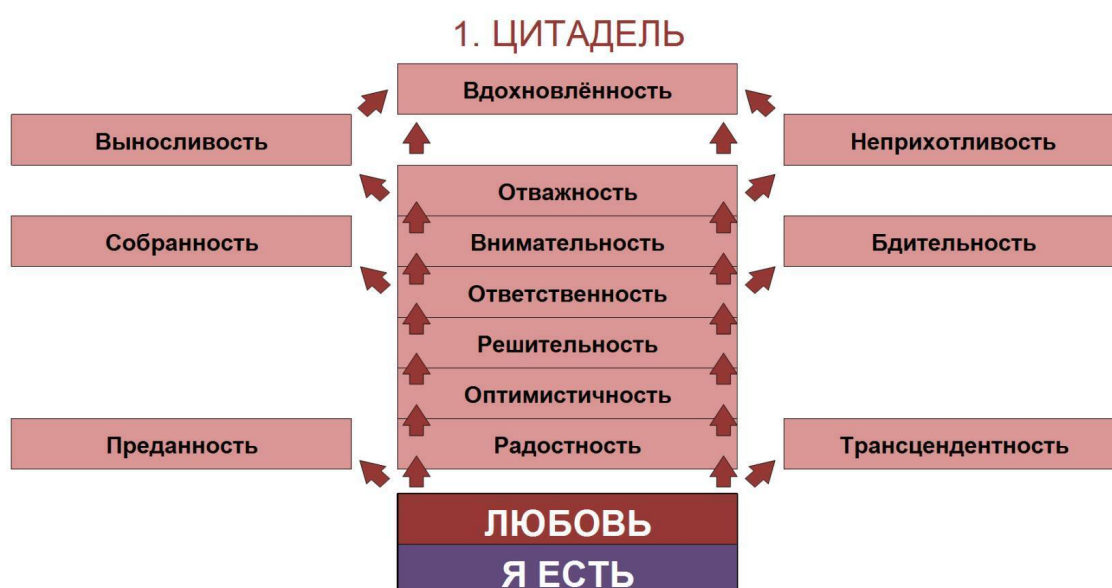 1. ЦИТАДЕЛЬ
Вдохновлённость
Выносливость
Неприхотливость
Отважность
Собранность
Внимательность
Бдительность
Ответственность
Решительность
Оптимистичность
Преданность
Радостность
Трансцендентность
ЛЮБОВЬ
Я ЕСТЬ